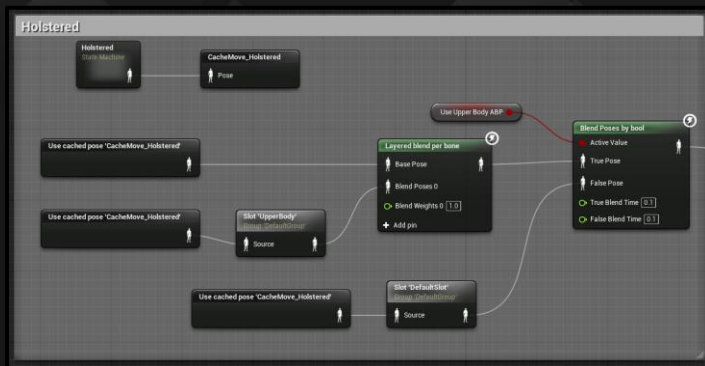 Holstered
Holstered
State Machine
CacheMove_Holstered
Pose
Use Upper Body ABP
Blend Poses by bool
Active Value
True Pose
False Pose
True Blend Time 0.1
False Blend Time 0.1
Use cached pose 'CacheMove_Holstered'
Layered blend per bone
Base Pose
Blend Poses 0
Blend Weights 0 1.0
Add pin
Use cached pose 'CacheMove_Holstered'
Slot 'UpperBody'
Group 'DefaultGroup'
Source
Use cached pose 'CacheMove_Holstered'
Slot 'DefaultSlot'
Group 'DefaultGroup'
Source